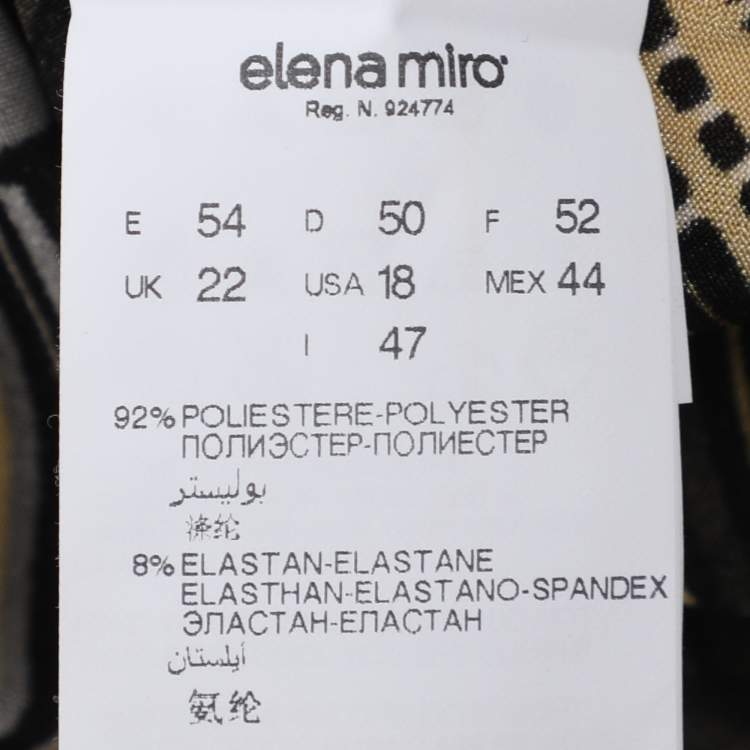 elena mirò
Reg. N. 924774
E 54 D 50 F 52
UK 22 USA 18 MEX 44
I 47
92% POLIESTERE-POLYESTER
ПОЛИЭСТЕР-ПОЛИЕСТЕР
بوليستر
涤纶
8% ELASTAN-ELASTANE
ELASTHAN-ELASTANO-SPANDEX
ЭЛАСТАН-ЕЛАСТАН
أيلستان
氨纶